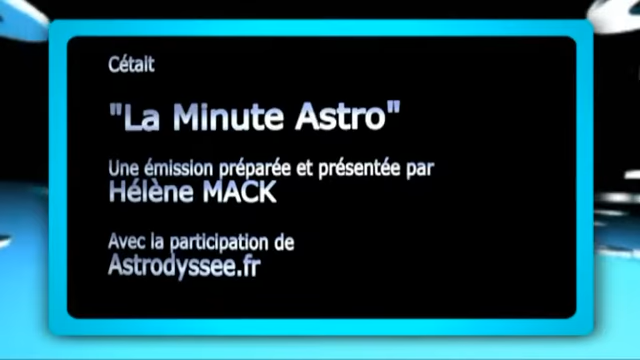 Cétait
"La Minute Astro"
Une émission préparée et présentée par
Hélène MACK
Avec la participation de
Astrodyssee.fr